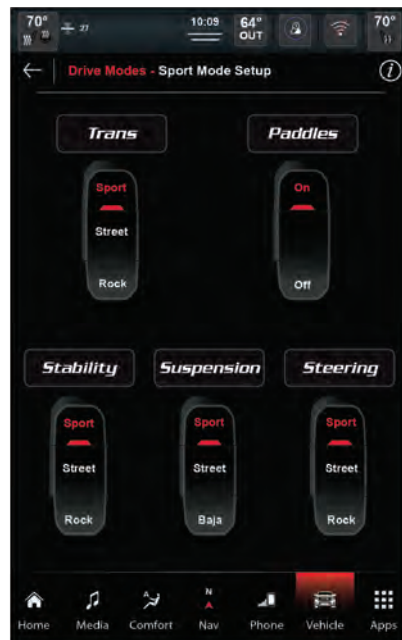 70° 27 10:09 64° OUT 70°
Drive Modes - Sport Mode Setup
Trans Paddles
Sport On
Street
Rock Off
Stability Suspension Steering
Sport Sport Sport
Street Street Street
Rock Baja Rock
N
Home Media Comfort Nav Phone Vehicle Apps